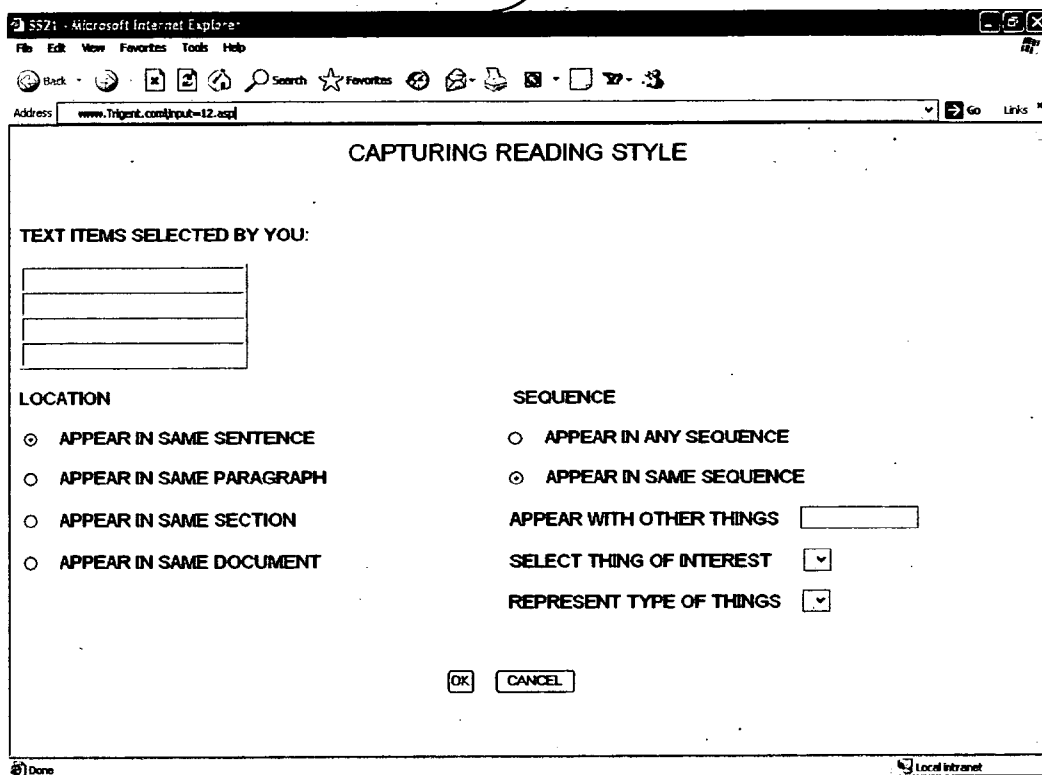 SS21 - Microsoft Internet Explorer
File Edit View Favorites Tools Help
Back Search Favorites
Address www.Trigent.com/input=12.asp Go Links
CAPTURING READING STYLE
TEXT ITEMS SELECTED BY YOU:
LOCATION SEQUENCE
APPEAR IN SAME SENTENCE APPEAR IN ANY SEQUENCE
APPEAR IN SAME PARAGRAPH APPEAR IN SAME SEQUENCE
APPEAR IN SAME SECTION APPEAR WITH OTHER THINGS
APPEAR IN SAME DOCUMENT SELECT THING OF INTEREST
REPRESENT TYPE OF THINGS
OK CANCEL
Done Local intranet